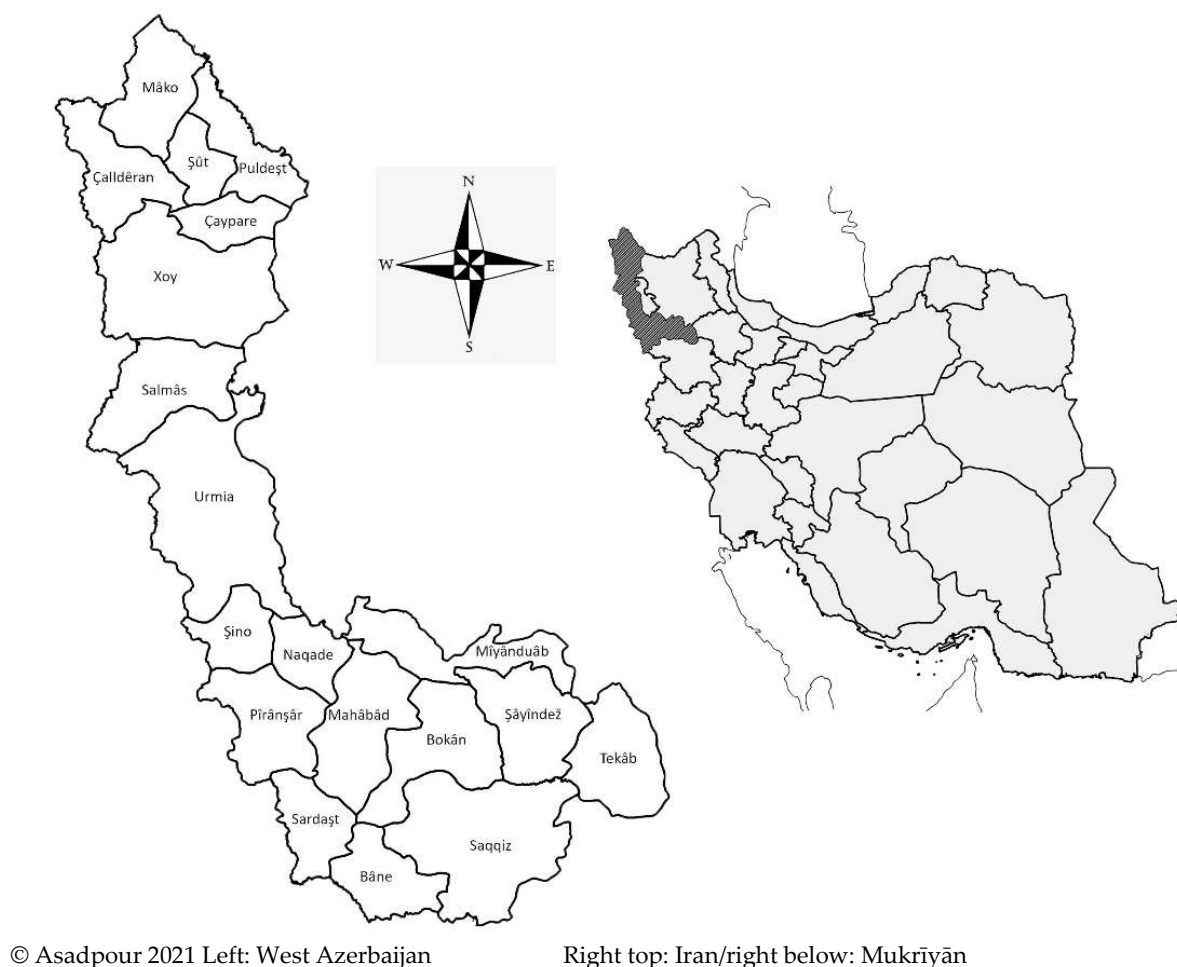 Mâko
Şût
Puldeşt
Çalldêran
Çaypare
Xoy
N
W
E
S
Salmâs
Urmia
Şino
Naqade
Mîyânduâb
Pîrânşâr
Mahâbâd
Şâyîndež
Bokân
Tekâb
Sardaşt
Saqqiz
Bâne
© Asadpour 2021 Left: West Azerbaijan Right top: Iran/right below: Mukrīyān